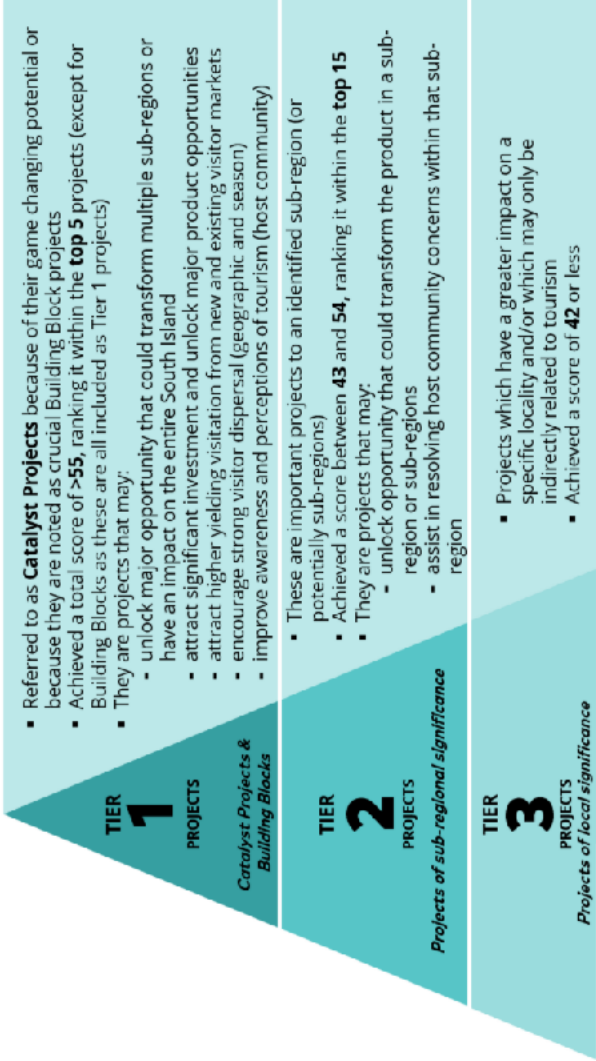 TIER
1
PROJECTS
Catalyst Projects &
Building Blocks
▪ Referred to as Catalyst Projects because of their game changing potential or
because they are noted as crucial Building Block projects
▪ Achieved a total score of >55, ranking it within the top 5 projects (except for
Building Blocks as these are all included as Tier 1 projects)
▪ They are projects that may:
- unlock major opportunity that could transform multiple sub-regions or
have an impact on the entire South Island
- attract significant investment and unlock major product opportunities
- attract higher yielding visitation from new and existing visitor markets
- encourage strong visitor dispersal (geographic and season)
- improve awareness and perceptions of tourism (host community)
TIER
2
PROJECTS
Projects of sub-regional significance
▪ These are important projects to an identified sub-region (or
potentially sub-regions)
▪ Achieved a score between 43 and 54, ranking it within the top 15
▪ They are projects that may:
- unlock opportunity that could transform the product in a sub-
region or sub-regions
- assist in resolving host community concerns within that sub-
region
TIER
3
PROJECTS
Projects of local significance
▪ Projects which have a greater impact on a
specific locality and/or which may only be
indirectly related to tourism
▪ Achieved a score of 42 or less